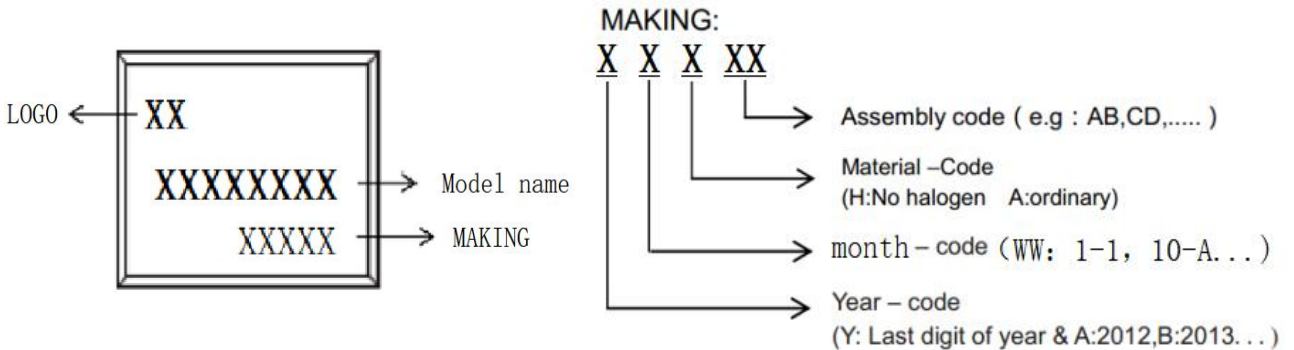 LOGO
XX
XXXXXXXX
Model name
XXXXX
MAKING
MAKING:
X X X XX
Assembly code ( e.g : AB,CD,..... )
Material –Code
(H:No halogen A:ordinary)
month – code (WW: 1-1, 10-A...)
Year – code
(Y: Last digit of year & A:2012,B:2013. . . )